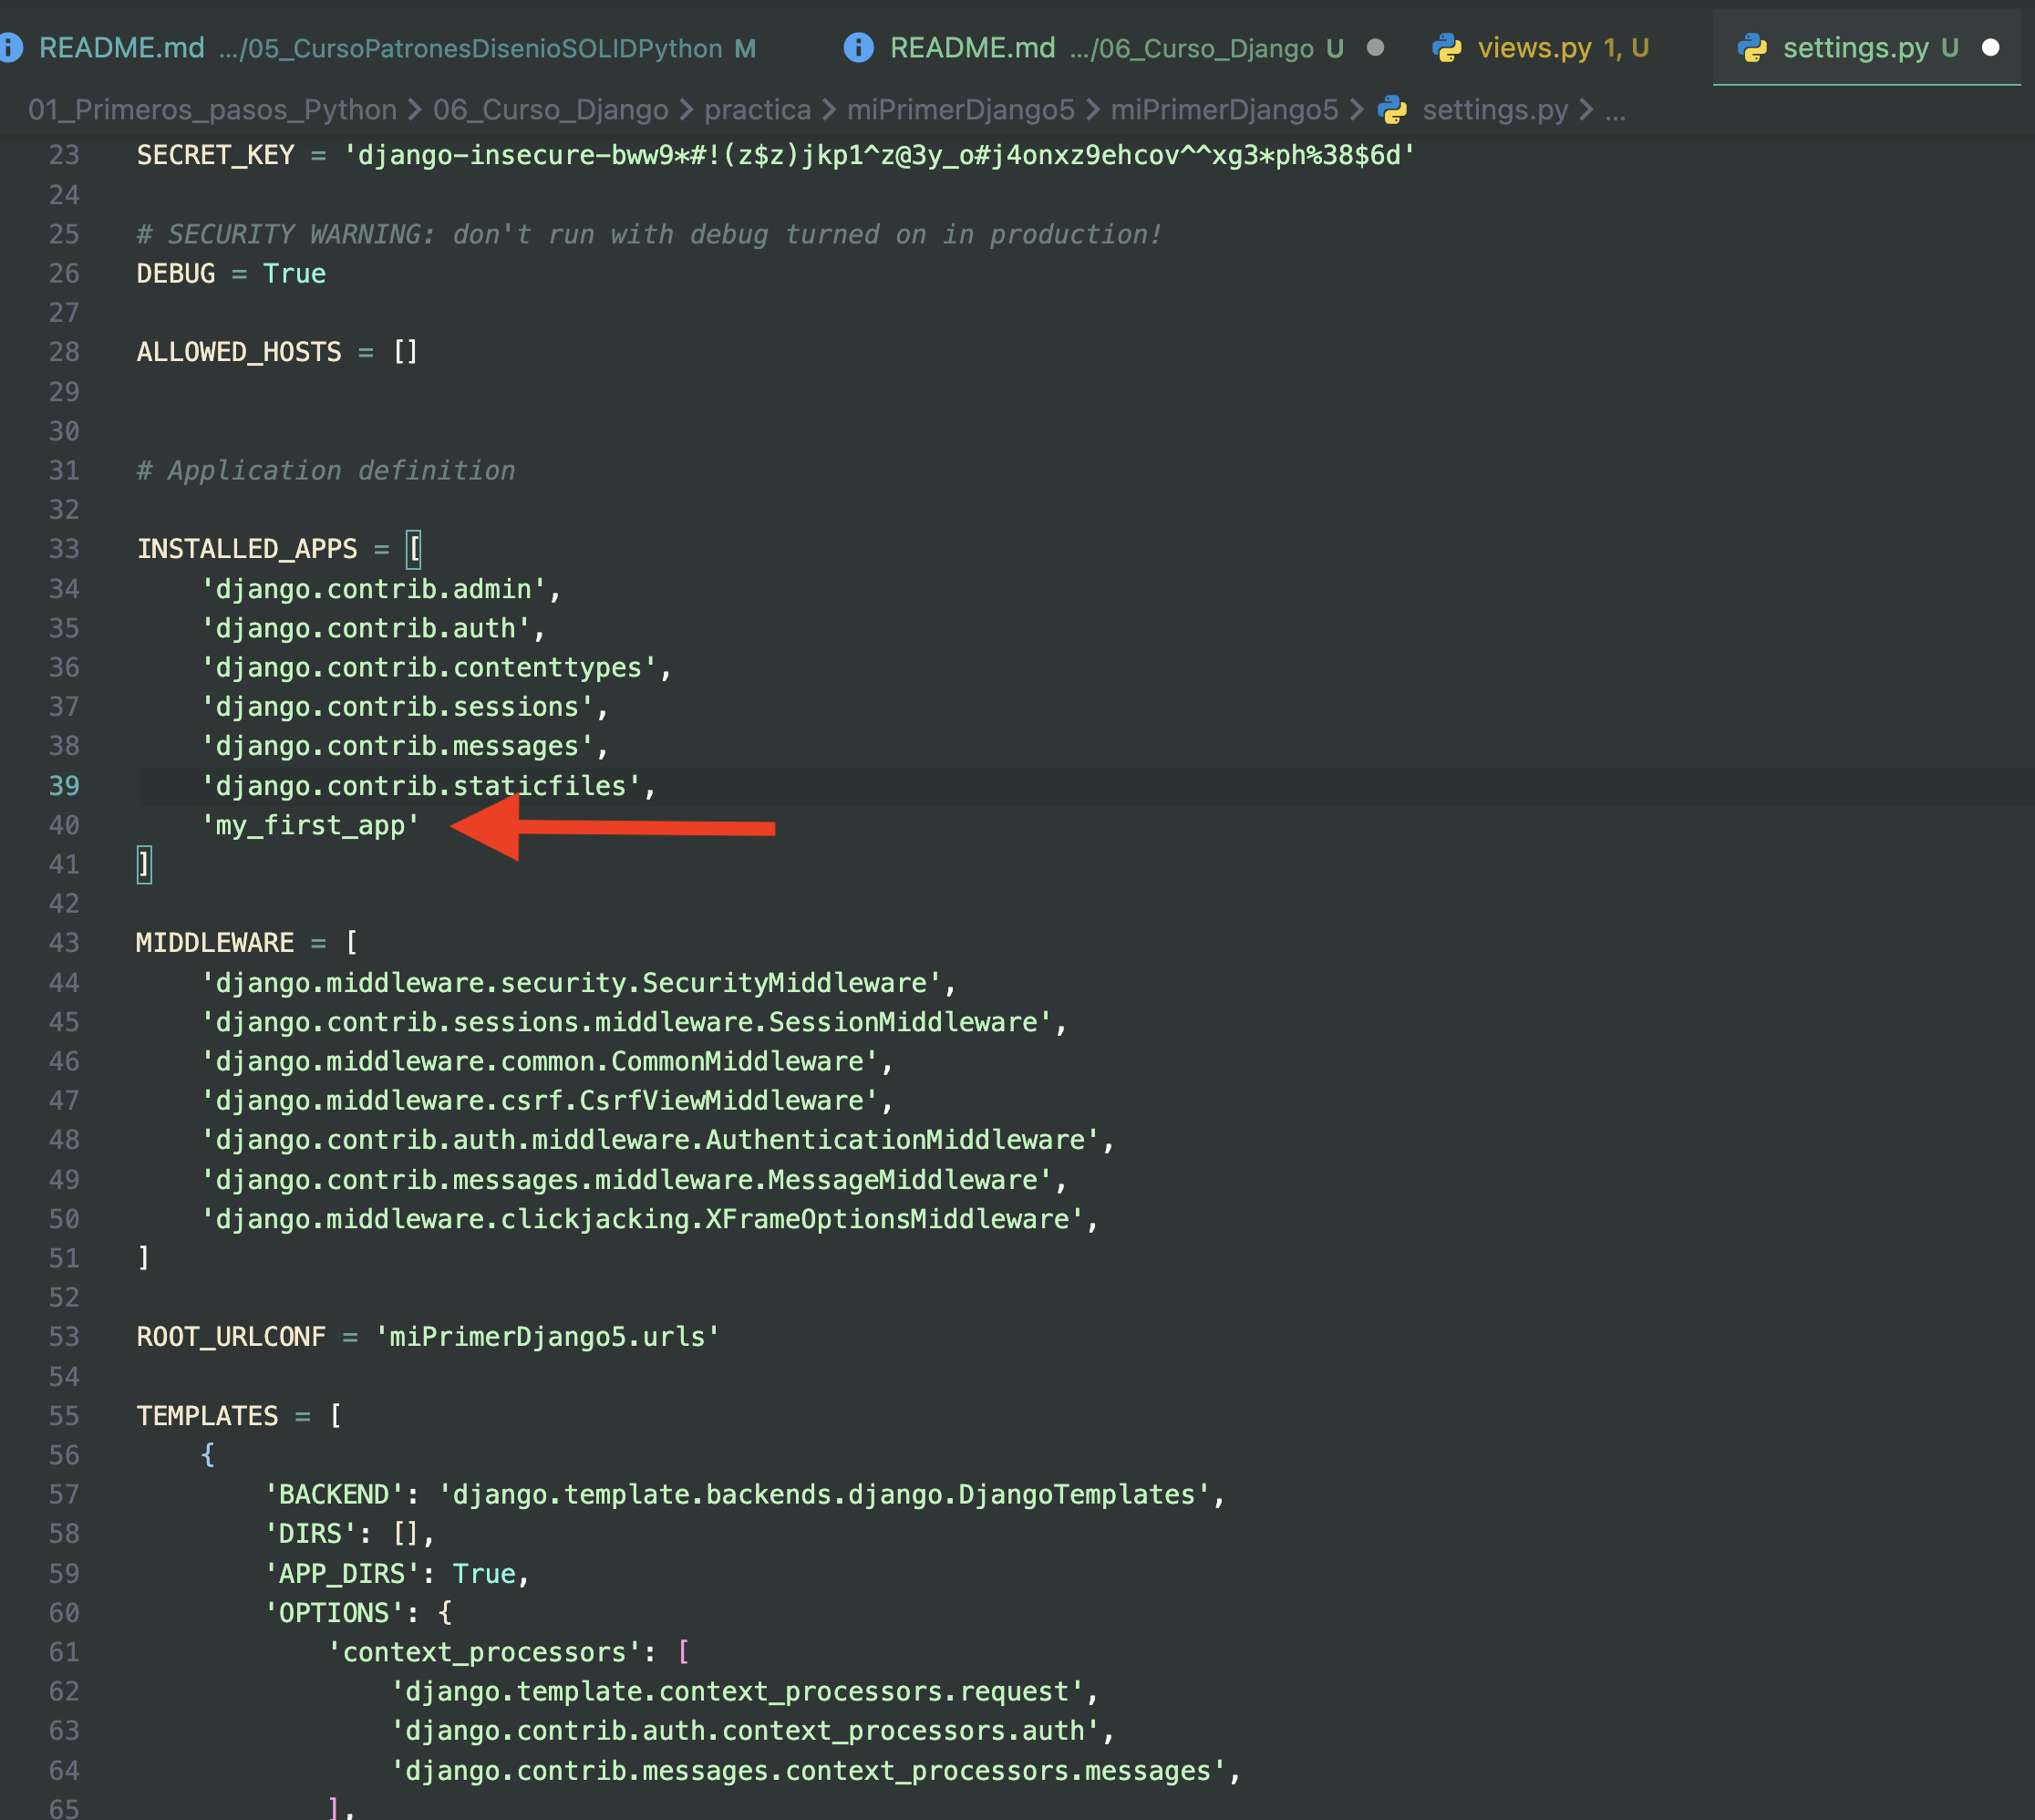 README.md .../05_CursoPatronesDisenioSOLIDPython M README.md .../06_Curso_Django U views.py 1, U settings.py U
01_Primeros_pasos_Python > 06_Curso_Django > practica > miPrimerDjango5 > miPrimerDjango5 > settings.py > ...
23 SECRET_KEY = 'django-insecure-bww9*#!(z$z)jkp1^z@3y_o#j4onxz9ehcov^^xg3*ph%38$6d'
24
25 # SECURITY WARNING: don't run with debug turned on in production!
26 DEBUG = True
27
28 ALLOWED_HOSTS = []
29
30
31 # Application definition
32
33 INSTALLED_APPS = [
34     'django.contrib.admin',
35     'django.contrib.auth',
36     'django.contrib.contenttypes',
37     'django.contrib.sessions',
38     'django.contrib.messages',
39     'django.contrib.staticfiles',
40     'my_first_app'
41 ]
42
43 MIDDLEWARE = [
44     'django.middleware.security.SecurityMiddleware',
45     'django.contrib.sessions.middleware.SessionMiddleware',
46     'django.middleware.common.CommonMiddleware',
47     'django.middleware.csrf.CsrfViewMiddleware',
48     'django.contrib.auth.middleware.AuthenticationMiddleware',
49     'django.contrib.messages.middleware.MessageMiddleware',
50     'django.middleware.clickjacking.XFrameOptionsMiddleware',
51 ]
52
53 ROOT_URLCONF = 'miPrimerDjango5.urls'
54
55 TEMPLATES = [
56     {
57         'BACKEND': 'django.template.backends.django.DjangoTemplates',
58         'DIRS': [],
59         'APP_DIRS': True,
60         'OPTIONS': {
61             'context_processors': [
62                 'django.template.context_processors.request',
63                 'django.contrib.auth.context_processors.auth',
64                 'django.contrib.messages.context_processors.messages',
65             ],